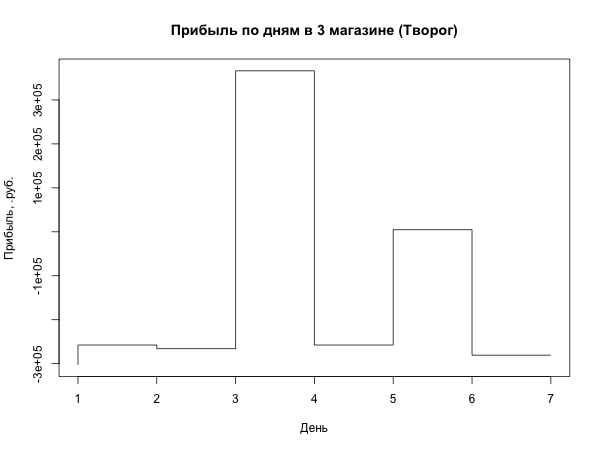 Прибыль по дням в 3 магазине (Творог)
Прибыль, .руб.
3e+05
2e+05
1e+05
-1e+05
-3e+05
1 2 3 4 5 6 7
День